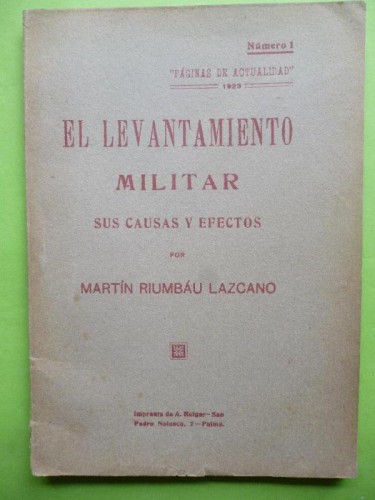 Número 1
"PÁGINAS DE ACTUALIDAD"
1920
EL LEVANTAMIENTO
MILITAR
SUS CAUSAS Y EFECTOS
POR
MARTÍN RIUMBÁU LAZCANO
Imprenta de A. Rotger—San
Pedro Nolasco, 7—Palma.